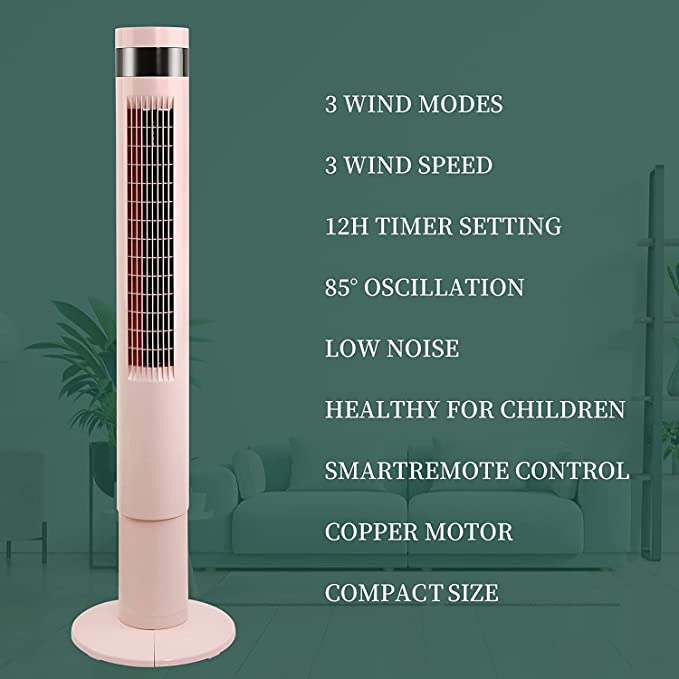 3 WIND MODES
3 WIND SPEED
12H TIMER SETTING
85° OSCILLATION
LOW NOISE
HEALTHY FOR CHILDREN
SMARTREMOTE CONTROL
COPPER MOTOR
COMPACT SIZE